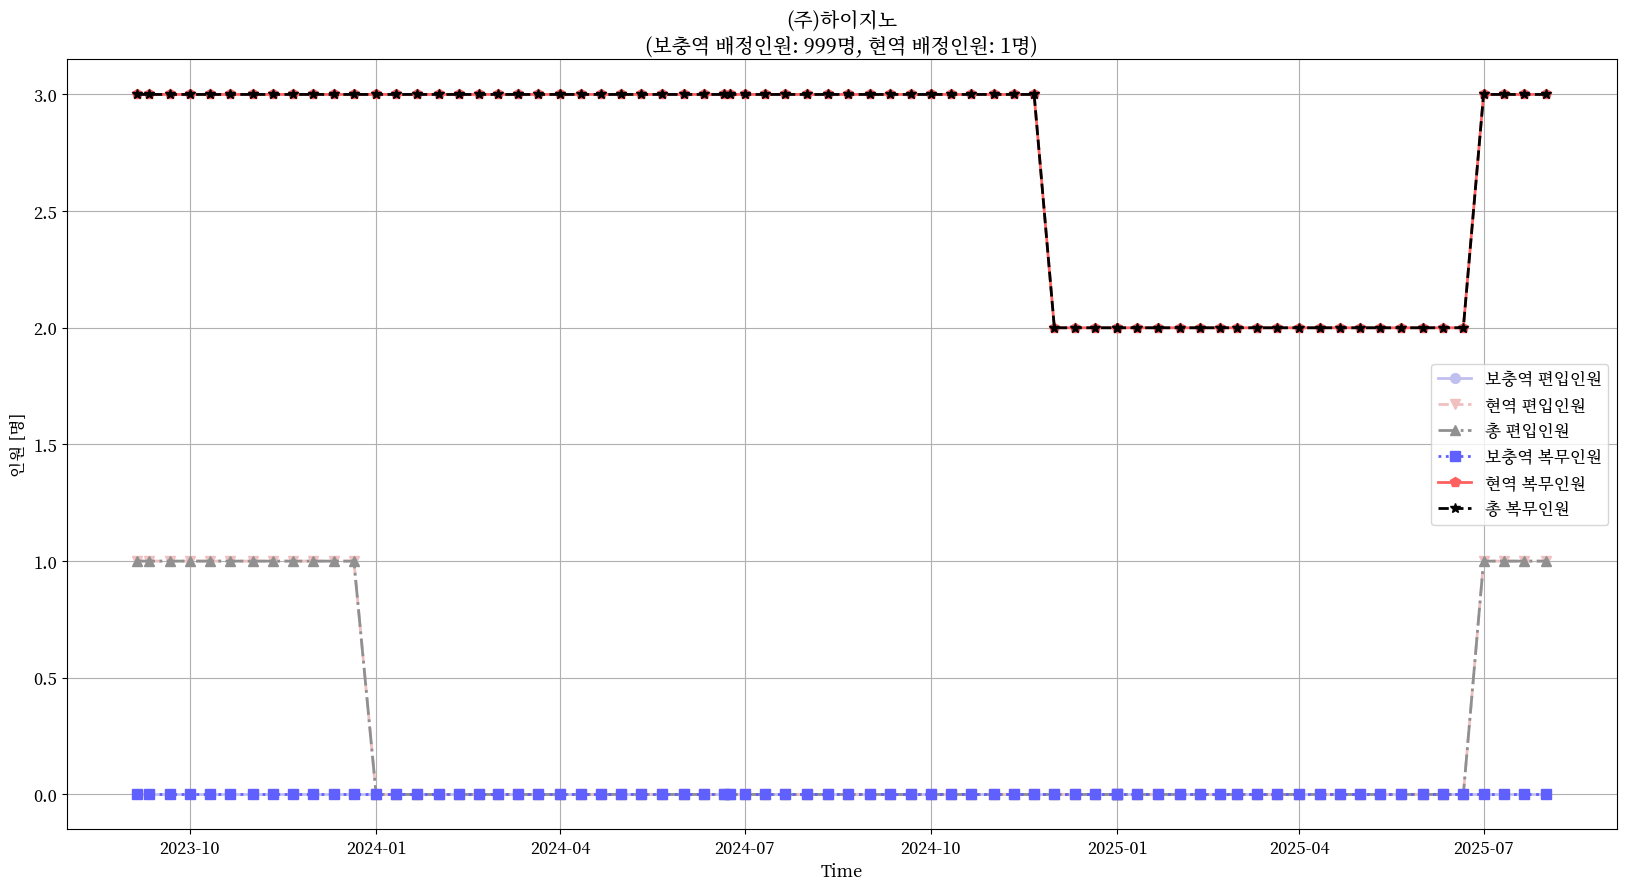 (주)하이지노
(보충역 배정인원: 999명, 현역 배정인원: 1명)
인원 [명]
3.0
2.5
2.0
1.5
1.0
0.5
0.0
보충역 편입인원
현역 편입인원
총 편입인원
보충역 복무인원
현역 복무인원
총 복무인원
2023-10 2024-01 2024-04 2024-07 2024-10 2025-01 2025-04 2025-07
Time